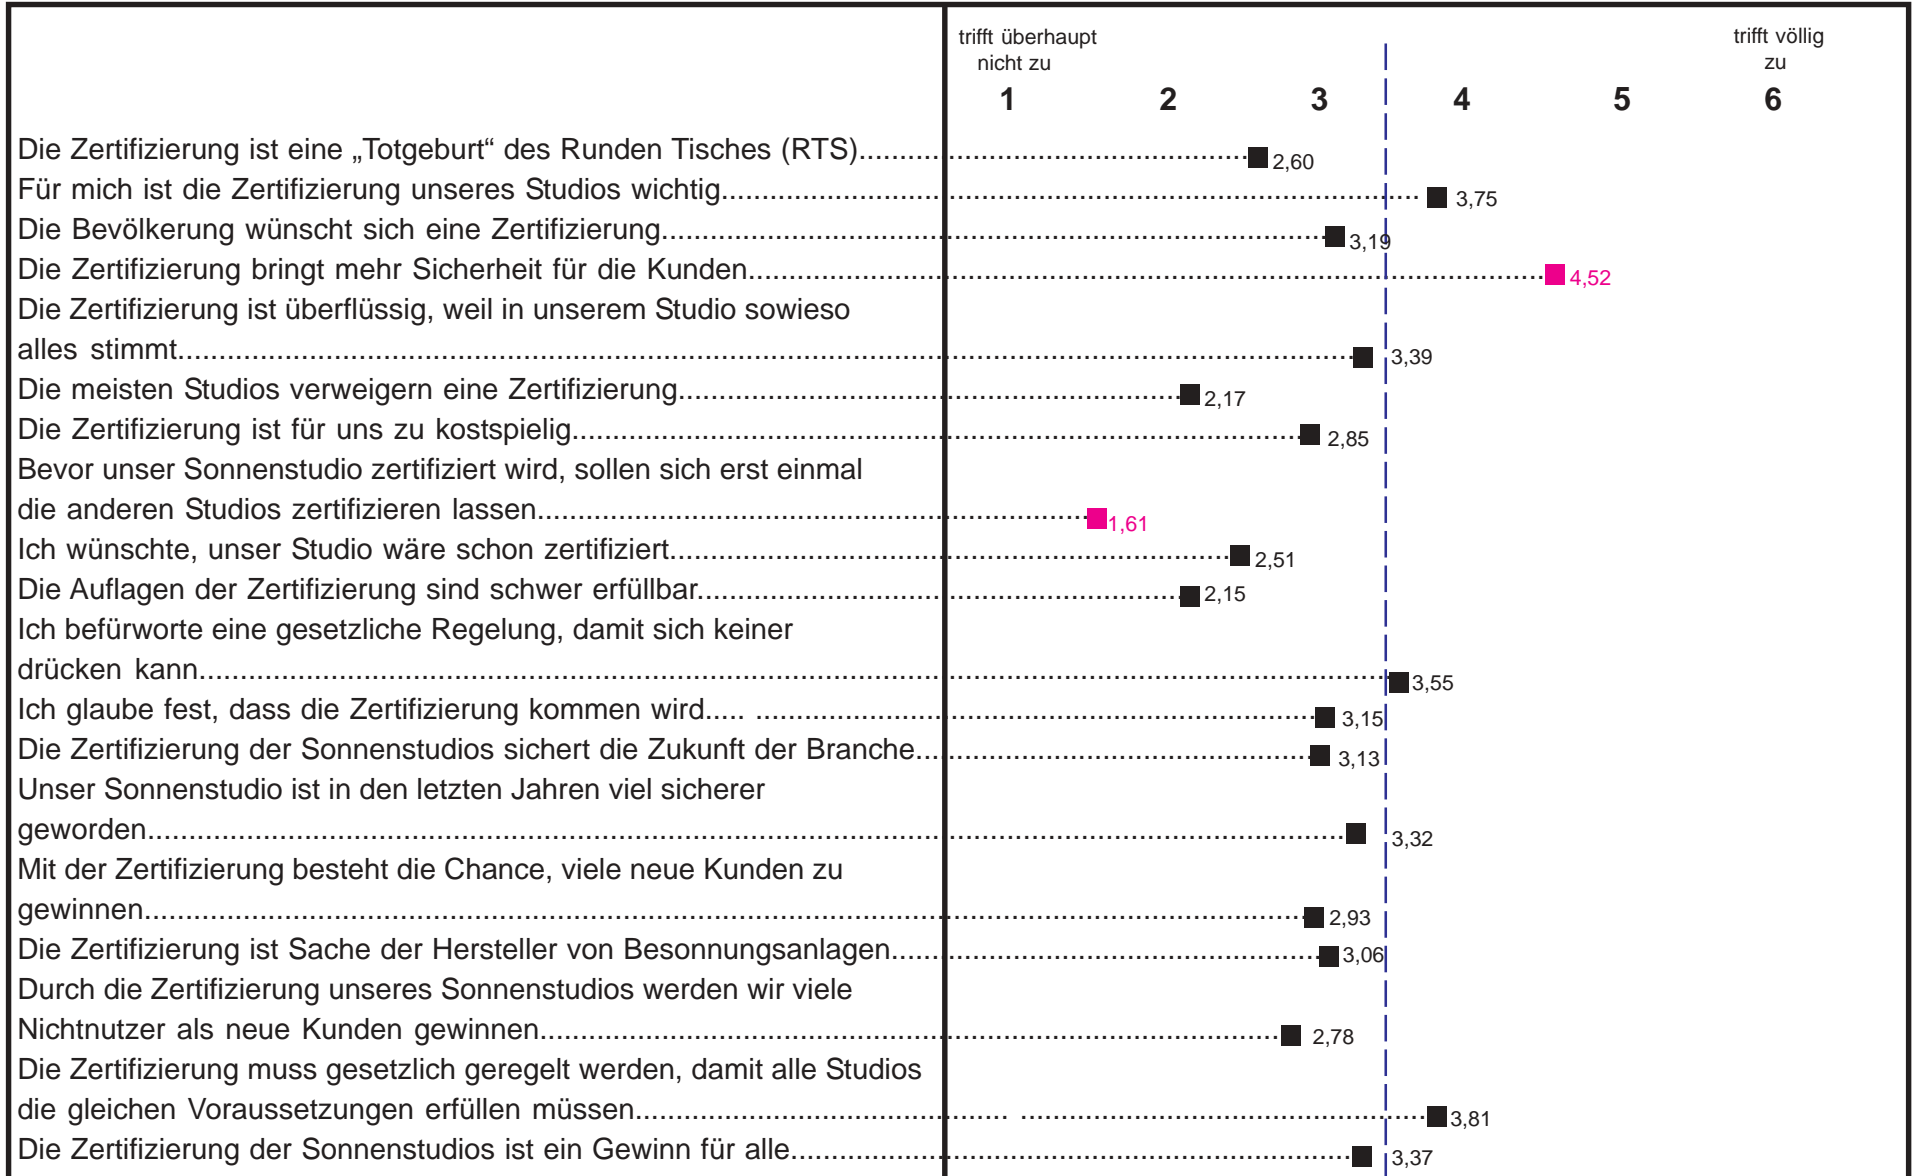 trifft überhaupt trifft völlig
nicht zu zu
1 2 3 4 5 6
Die Zertifizierung ist eine „Totgeburt“ des Runden Tisches (RTS) 2,60
Für mich ist die Zertifizierung unseres Studios wichtig 3,75
Die Bevölkerung wünscht sich eine Zertifizierung 3,19
Die Zertifizierung bringt mehr Sicherheit für die Kunden 4,52
Die Zertifizierung ist überflüssig, weil in unserem Studio sowieso
alles stimmt 3,39
Die meisten Studios verweigern eine Zertifizierung 2,17
Die Zertifizierung ist für uns zu kostspielig 2,85
Bevor unser Sonnenstudio zertifiziert wird, sollen sich erst einmal
die anderen Studios zertifizieren lassen 1,61
Ich wünschte, unser Studio wäre schon zertifiziert 2,51
Die Auflagen der Zertifizierung sind schwer erfüllbar 2,15
Ich befürworte eine gesetzliche Regelung, damit sich keiner
drücken kann 3,55
Ich glaube fest, dass die Zertifizierung kommen wird 3,15
Die Zertifizierung der Sonnenstudios sichert die Zukunft der Branche 3,13
Unser Sonnenstudio ist in den letzten Jahren viel sicherer
geworden 3,32
Mit der Zertifizierung besteht die Chance, viele neue Kunden zu
gewinnen 2,93
Die Zertifizierung ist Sache der Hersteller von Besonnungsanlagen 3,06
Durch die Zertifizierung unseres Sonnenstudios werden wir viele
Nichtnutzer als neue Kunden gewinnen 2,78
Die Zertifizierung muss gesetzlich geregelt werden, damit alle Studios
die gleichen Voraussetzungen erfüllen müssen 3,81
Die Zertifizierung der Sonnenstudios ist ein Gewinn für alle 3,37